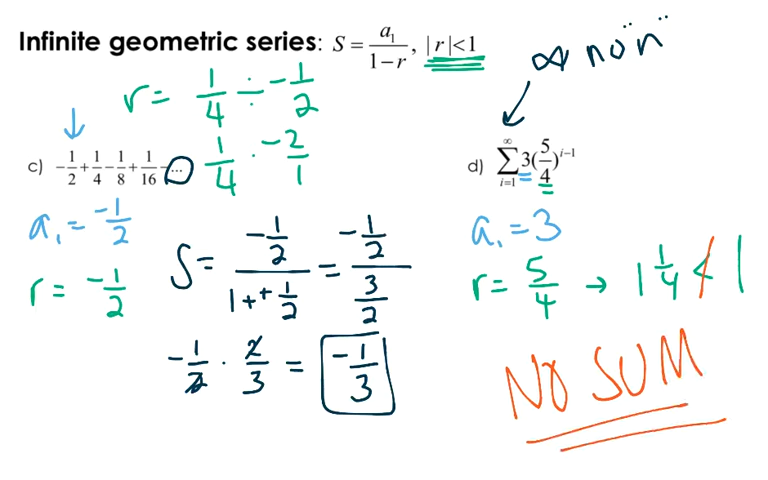 Infinite geometric series: S = a₁/(1−r), |r|<1
∞ no "n"
r = 1/4 ÷ −1/2
c) −1/2 + 1/4 − 1/8 + 1/16 − ...
1/4 · −2/1
d) ∞ Σ i=1 3(5/4)^(i−1)
a₁ = −1/2
a₁ = 3
r = −1/2
S = (−1/2)/(1 + + 1/2) = (−1/2)/(3/2)
r = 5/4 → 1 1/4 ≮ 1
−1/2 · 2/3 = −1/3
NO SUM